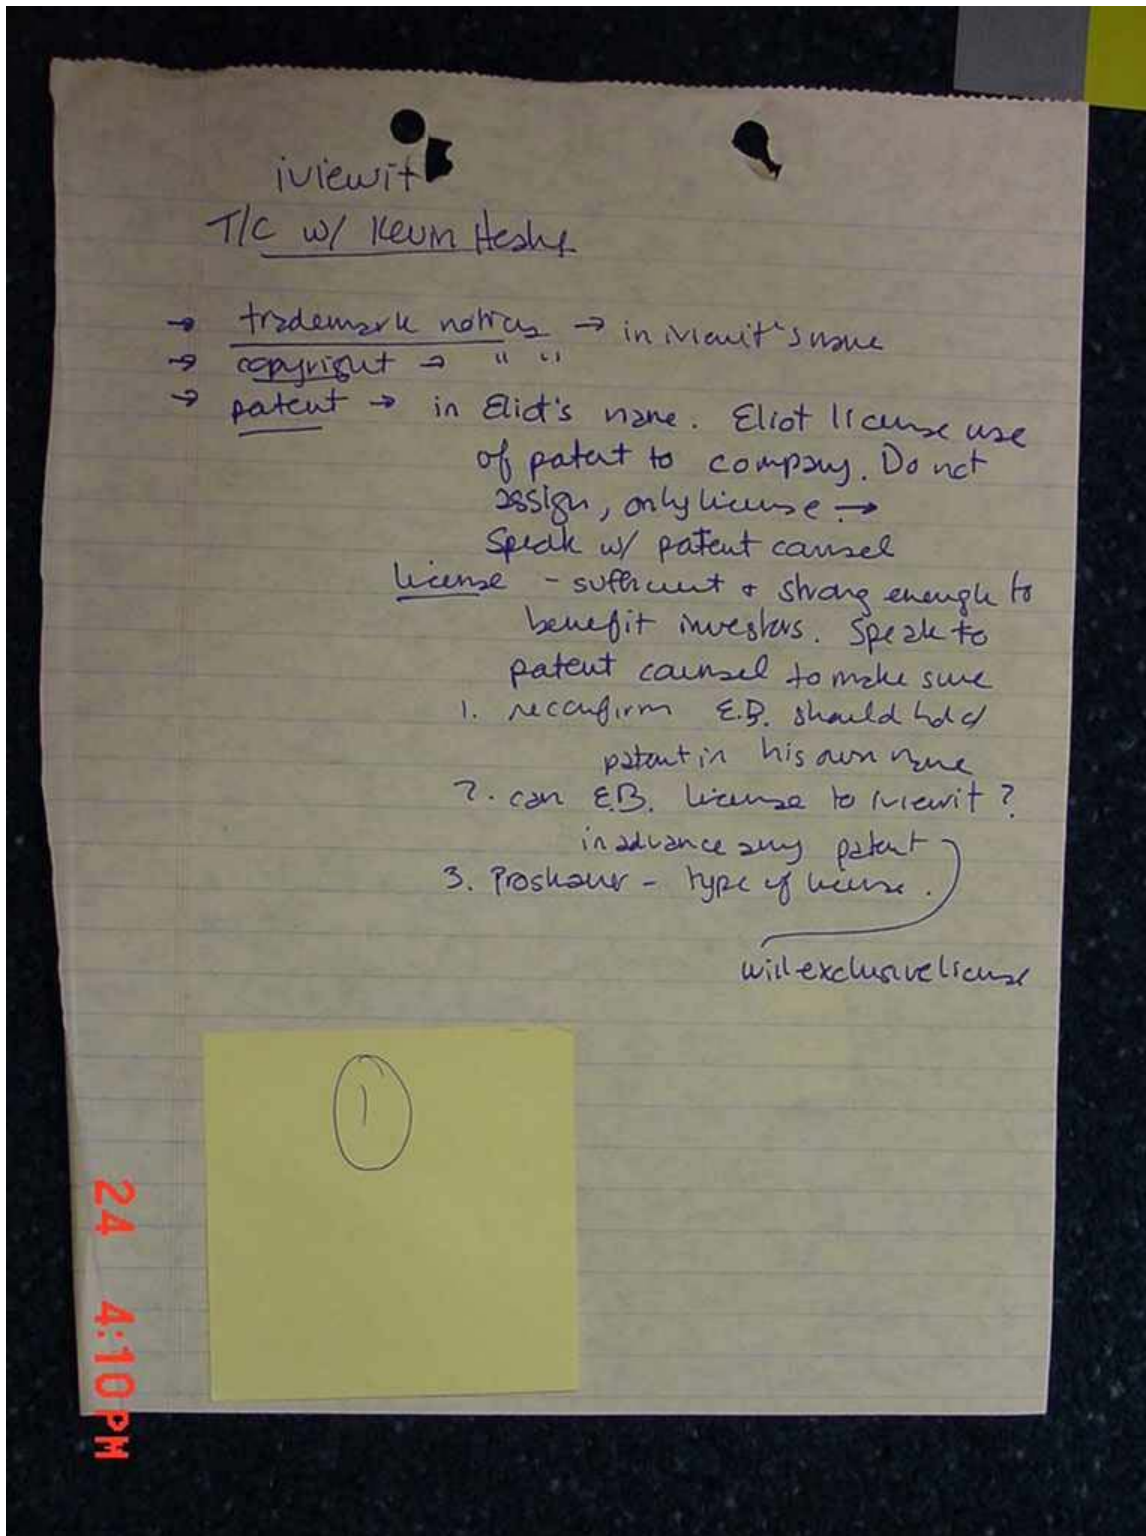 iviewit
T/C w/ Kevin
→ trademark notices → in iviewit's name
→ copyright → " "
→ patent → in Eliot's name. Eliot license use
of patent to company. Do not
assign, only license →
Speak w/ patent counsel
license - sufficient & strong enough to
benefit investors. Speak to
patent counsel to make sure
1. reconfirm E.B. should hold
patent in his own name
2. can E.B. license to iviewit?
in advance any patent
3. Proskauer - type of license.
will exclusive license
1
24 4:10PM